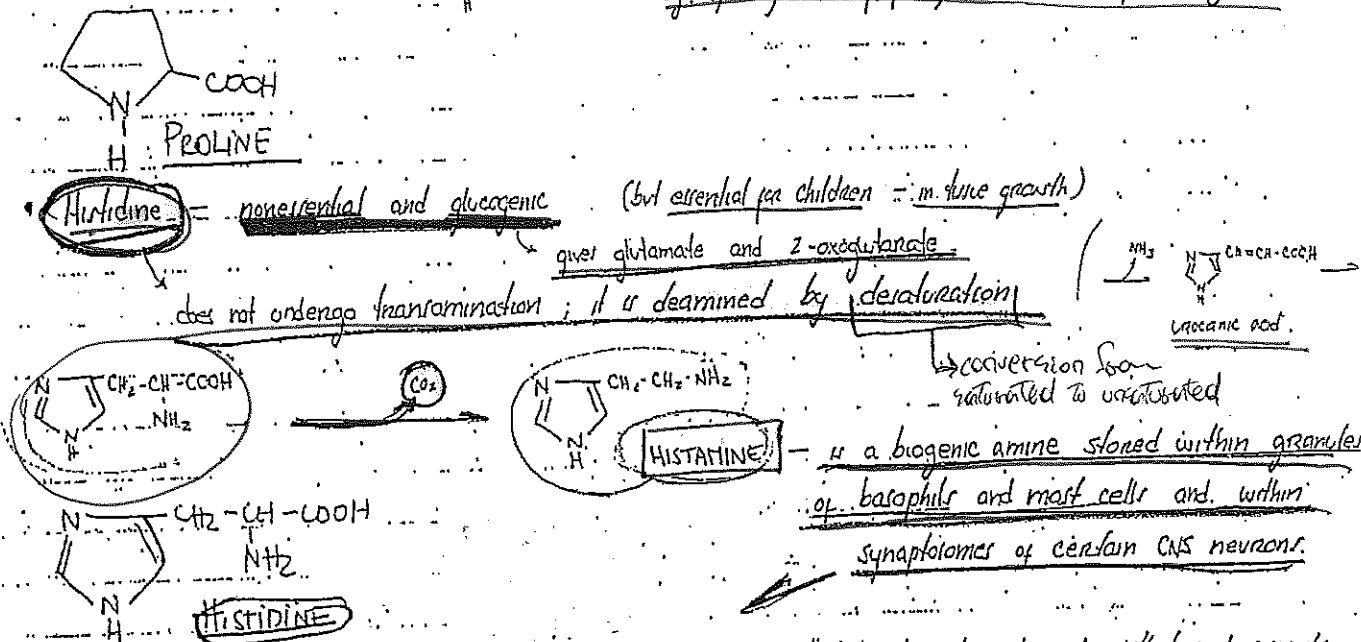 COOH
N
H
PROLINE
Histidine = nonessential and glucogenic (but essential for children = tissue growth)
gives glutamate and 2-oxoglutarate.
does not undergo transamination; it is deamined by desaturation
NH3
N
CH=CH-COOH
N
H
urocanic acid.
conversion from
saturated to unsaturated
N
CH2-CH-COOH
NH2
N
H
CO2
N
CH2-CH2-NH2
N
H
HISTAMINE - is a biogenic amine stored within granules
of basophils and mast cells and within
synaptosomes of certain CNS neurons.
N
CH2-CH-COOH
NH2
N
H
HISTIDINE